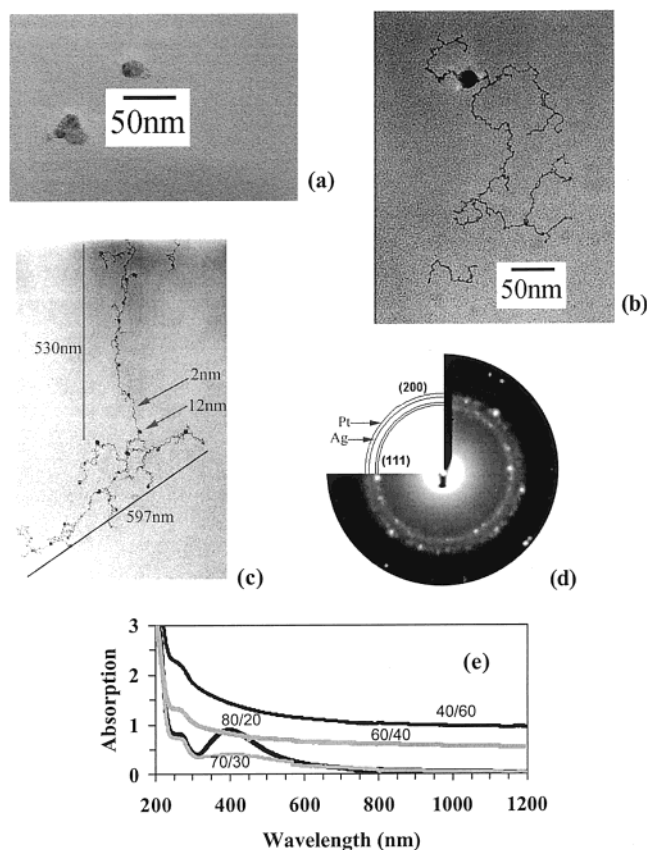 50nm
(a)
50nm
(b)
530nm
2nm
12nm
597nm
(c)
(200)
Pt
Ag
(111)
(d)
Absorption
3
2
1
0
(e)
40/60
80/20
60/40
70/30
200 400 600 800 1000 1200
Wavelength (nm)